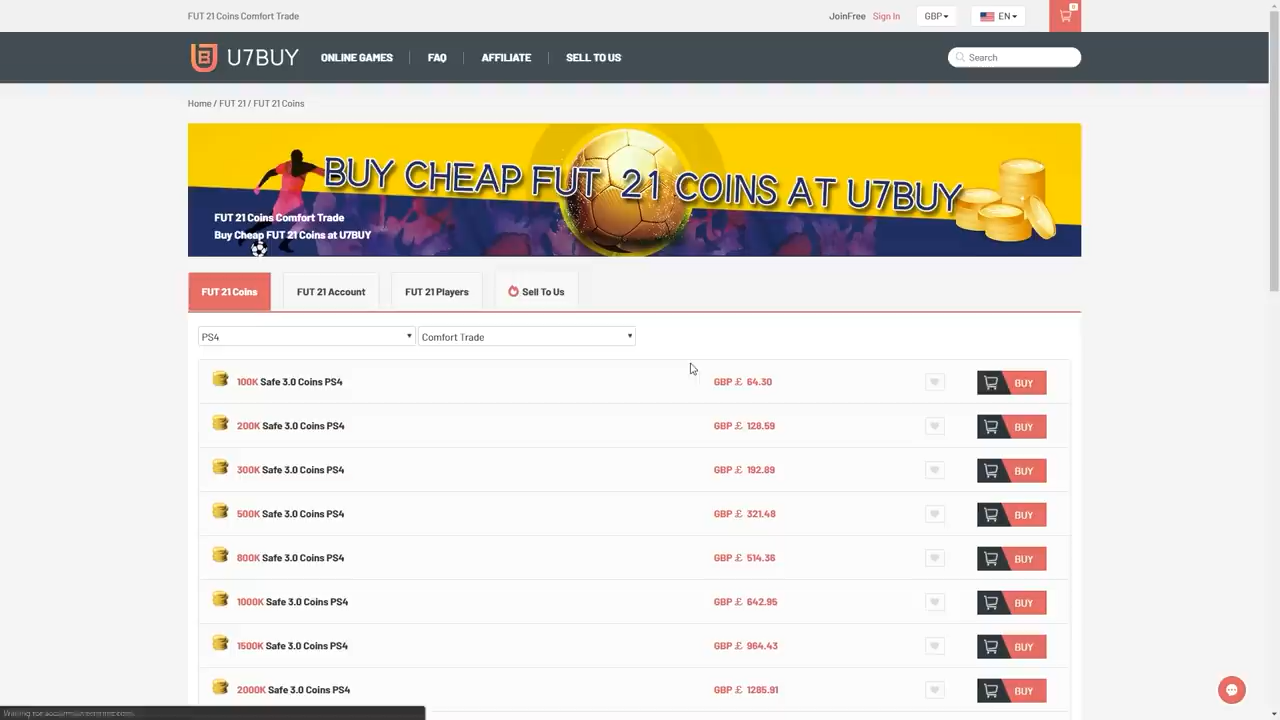 FUT 21 Coins Comfort Trade
JoinFree Sign In GBP EN 0
U7BUY ONLINE GAMES FAQ AFFILIATE SELL TO US Search
Home / FUT 21 / FUT 21 Coins
BUY CHEAP FUT 21 COINS AT U7BUY
FUT 21 Coins Comfort Trade
Buy Cheap FUT 21 Coins at U7BUY
FUT 21 Coins FUT 21 Account FUT 21 Players Sell To Us
PS4 Comfort Trade
100K Safe 3.0 Coins PS4 GBP £ 64.30 BUY
200K Safe 3.0 Coins PS4 GBP £ 128.59 BUY
300K Safe 3.0 Coins PS4 GBP £ 192.89 BUY
500K Safe 3.0 Coins PS4 GBP £ 321.48 BUY
800K Safe 3.0 Coins PS4 GBP £ 514.36 BUY
1000K Safe 3.0 Coins PS4 GBP £ 642.95 BUY
1500K Safe 3.0 Coins PS4 GBP £ 964.43 BUY
2000K Safe 3.0 Coins PS4 GBP £ 1285.91 BUY
Waiting for